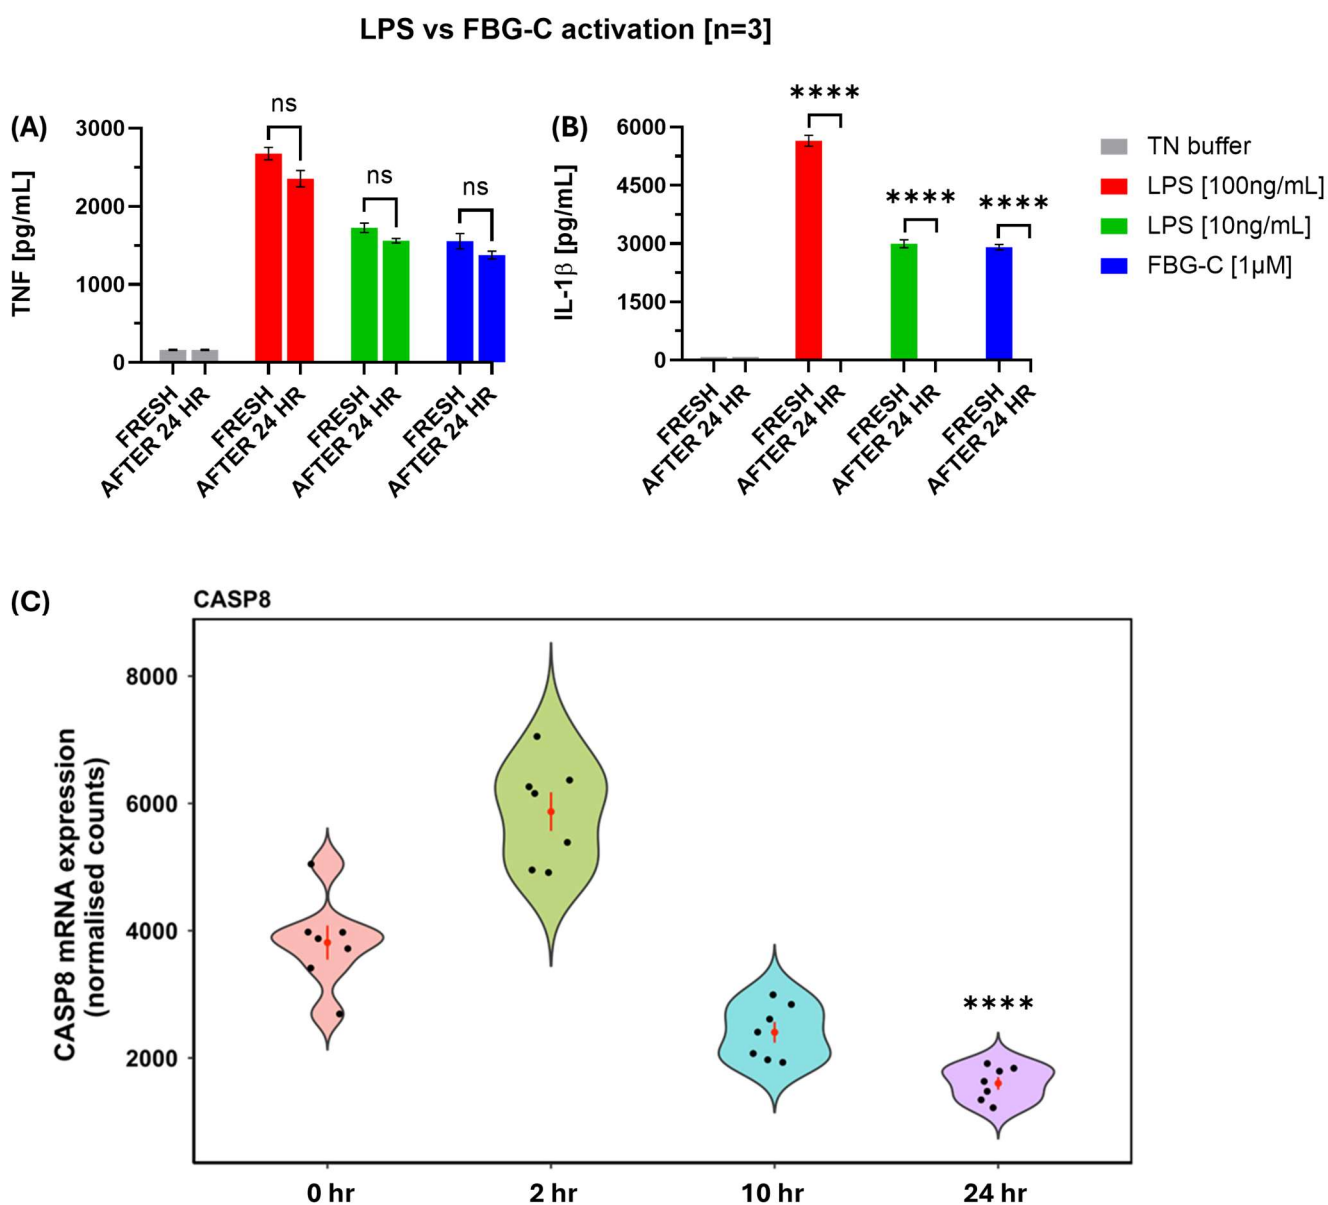 LPS vs FBG-C activation [n=3]
(A)
TNF [pg/mL]
3000
2000
1000
0
ns
ns
ns
FRESH
AFTER 24 HR
FRESH
AFTER 24 HR
FRESH
AFTER 24 HR
FRESH
AFTER 24 HR
(B)
IL-1β [pg/mL]
6000
4500
3000
1500
0
****
****
****
FRESH
AFTER 24 HR
FRESH
AFTER 24 HR
FRESH
AFTER 24 HR
FRESH
AFTER 24 HR
TN buffer
LPS [100ng/mL]
LPS [10ng/mL]
FBG-C [1μM]
(C)
CASP8
CASP8 mRNA expression
(normalised counts)
8000
6000
4000
2000
****
0 hr
2 hr
10 hr
24 hr